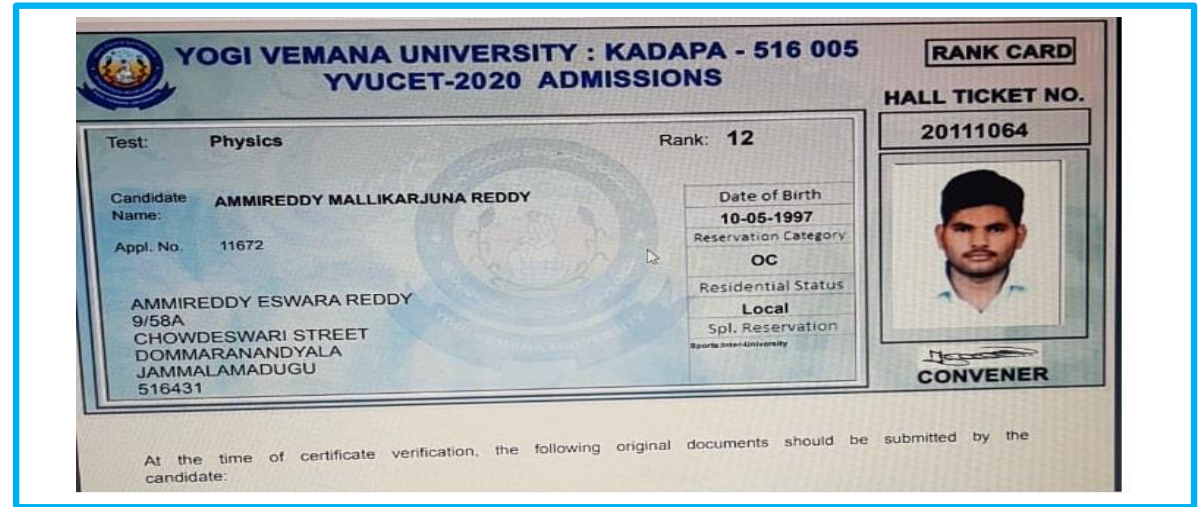 YOGI VEMANA UNIVERSITY : KADAPA - 516 005
YVUCET-2020 ADMISSIONS
RANK CARD
HALL TICKET NO.
20111064
Test: Physics
Rank: 12
Candidate Name: AMMIREDDY MALLIKARJUNA REDDY
Appl. No. 11672
AMMIREDDY ESWARA REDDY
9/58A
CHOWDESWARI STREET
DOMMARANANDYALA
JAMMALAMADUGU
516431
Date of Birth
10-05-1997
Reservation Category
OC
Residential Status
Local
Spl. Reservation
Sports:Inter-University
CONVENER
At the time of certificate verification, the following original documents should be submitted by the
candidate: